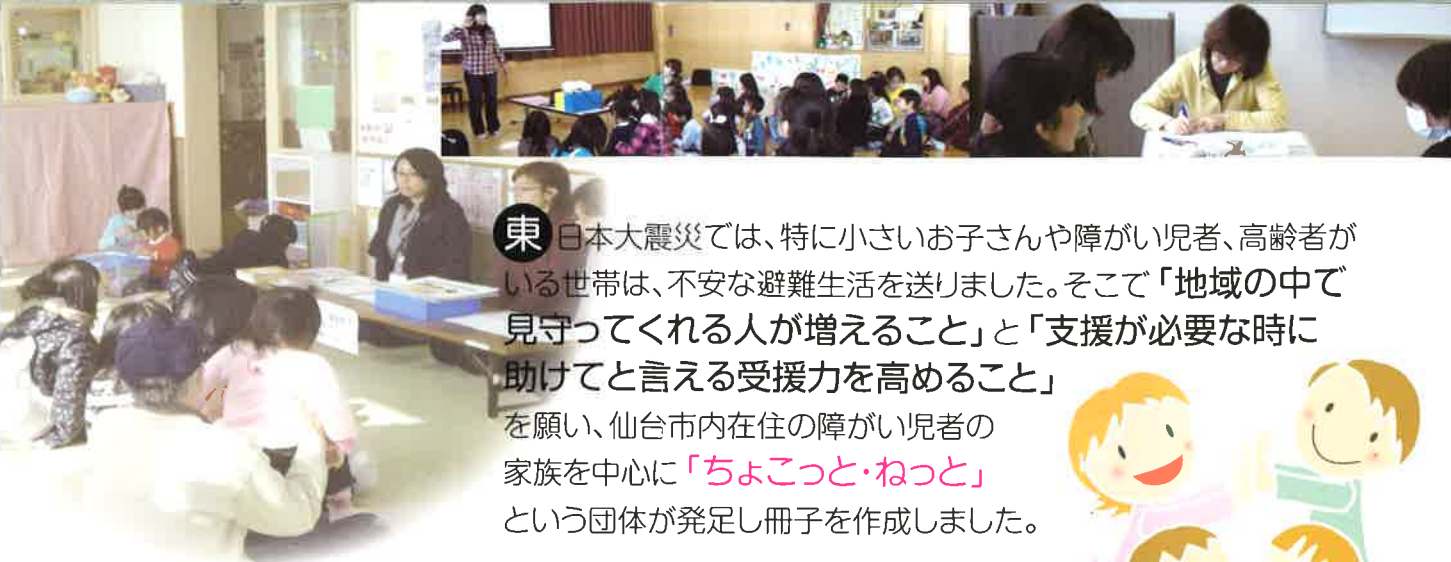 東日本大震災では、特に小さいお子さんや障がい児者、高齢者が
いる世帯は、不安な避難生活を送りました。そこで「地域の中で
見守ってくれる人が増えること」と「支援が必要な時に
助けてと言える受援力を高めること」
を願い、仙台市内在住の障がい児者の
家族を中心に「ちょこっと・ねっと」
という団体が発足し冊子を作成しました。